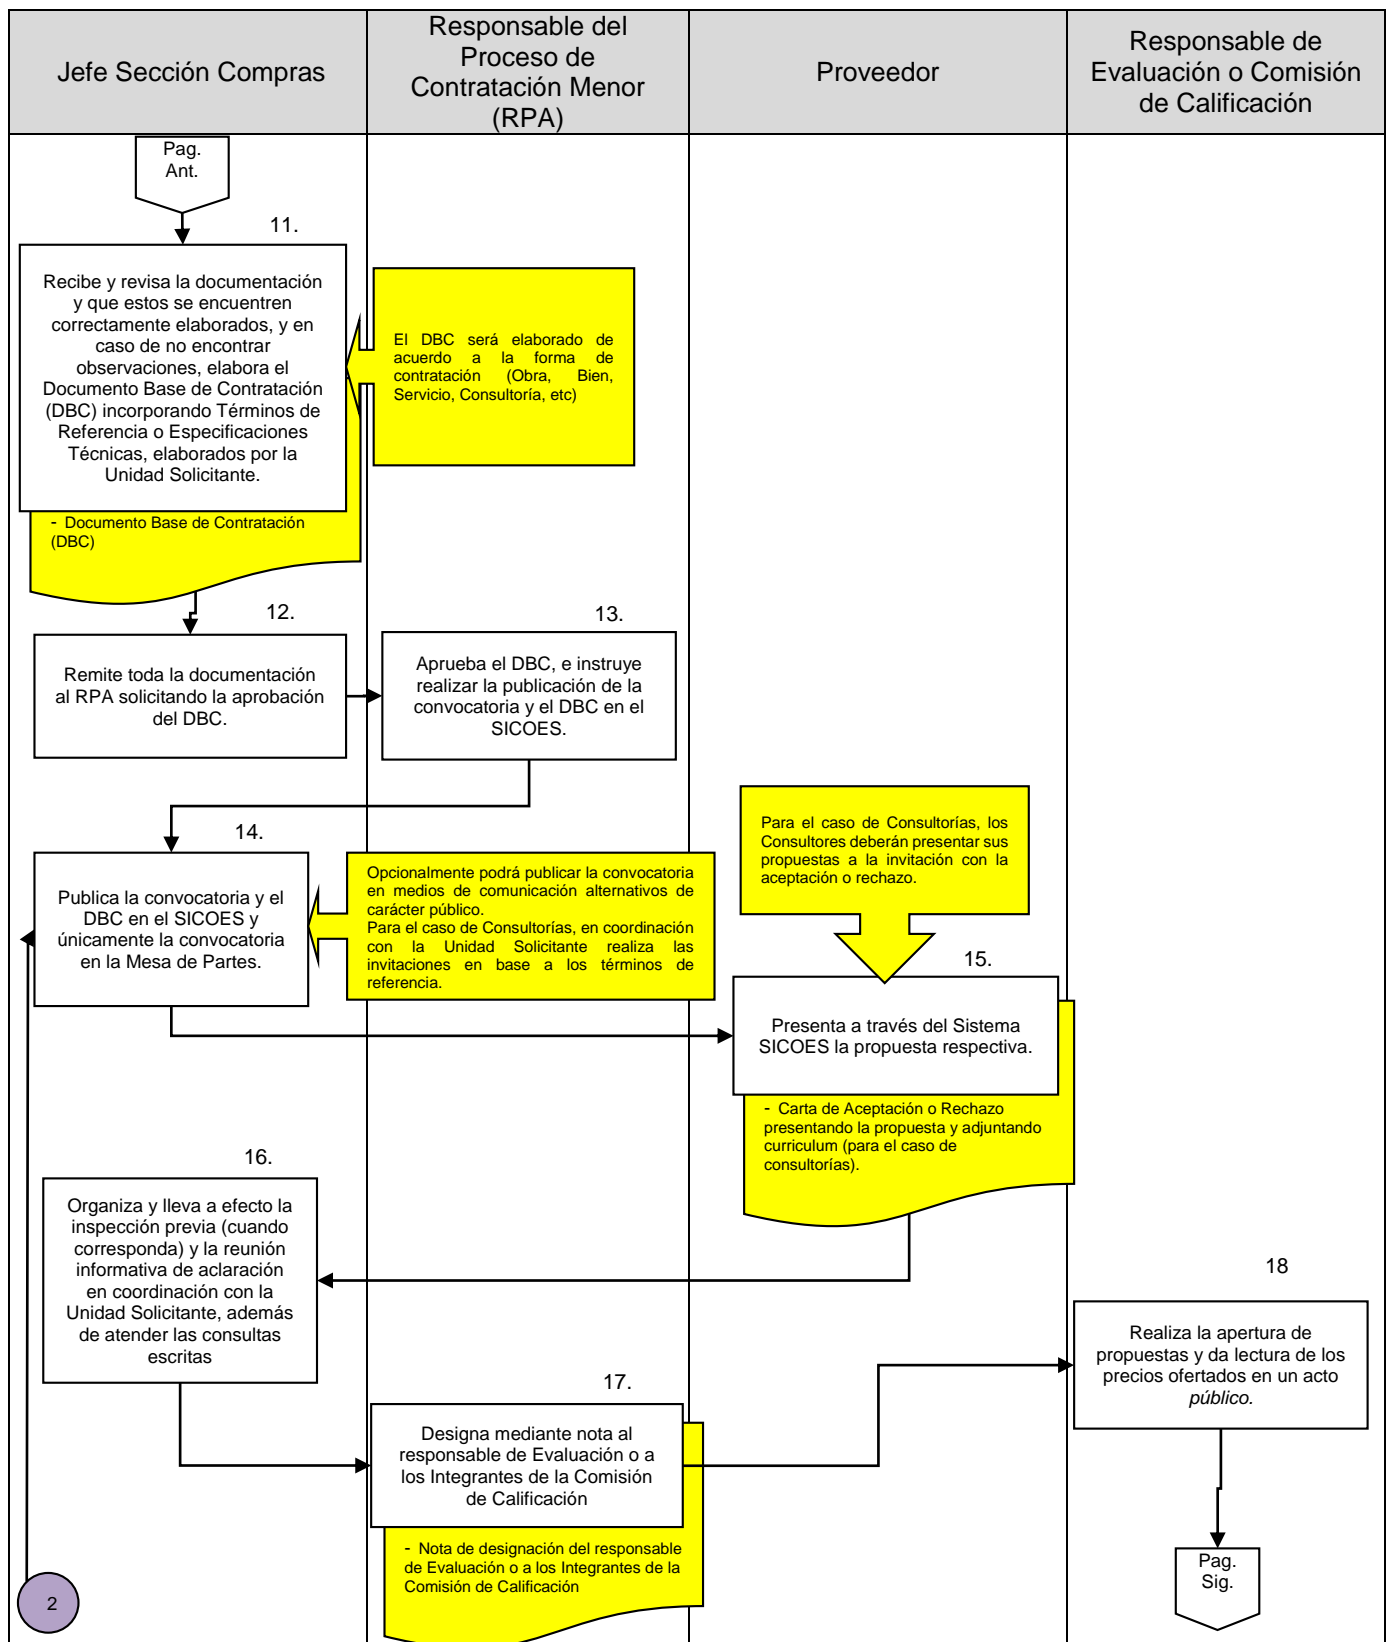 Jefe Sección Compras
Responsable del
Proceso de
Contratación Menor
(RPA)
Proveedor
Responsable de
Evaluación o Comisión
de Calificación
Pag.
Ant.
11.
Recibe y revisa la documentación
y que estos se encuentren
correctamente elaborados, y en
caso de no encontrar
observaciones, elabora el
Documento Base de Contratación
(DBC) incorporando Términos de
Referencia o Especificaciones
Técnicas, elaborados por la
Unidad Solicitante.
El DBC será elaborado de
acuerdo a la forma de
contratación (Obra, Bien,
Servicio, Consultoría, etc)
- Documento Base de Contratación
(DBC)
12.
Remite toda la documentación
al RPA solicitando la aprobación
del DBC.
13.
Aprueba el DBC, e instruye
realizar la publicación de la
convocatoria y el DBC en el
SICOES.
14.
Publica la convocatoria y el
DBC en el SICOES y
únicamente la convocatoria
en la Mesa de Partes.
Opcionalmente podrá publicar la convocatoria
en medios de comunicación alternativos de
carácter público.
Para el caso de Consultorías, en coordinación
con la Unidad Solicitante realiza las
invitaciones en base a los términos de
referencia.
Para el caso de Consultorías, los
Consultores deberán presentar sus
propuestas a la invitación con la
aceptación o rechazo.
15.
Presenta a través del Sistema
SICOES la propuesta respectiva.
- Carta de Aceptación o Rechazo
presentando la propuesta y adjuntando
curriculum (para el caso de
consultorías).
16.
Organiza y lleva a efecto la
inspección previa (cuando
corresponda) y la reunión
informativa de aclaración
en coordinación con la
Unidad Solicitante, además
de atender las consultas
escritas
17.
Designa mediante nota al
responsable de Evaluación o a
los Integrantes de la Comisión
de Calificación
- Nota de designación del responsable
de Evaluación o a los Integrantes de la
Comisión de Calificación
18
Realiza la apertura de
propuestas y da lectura de los
precios ofertados en un acto
público.
Pag.
Sig.
2